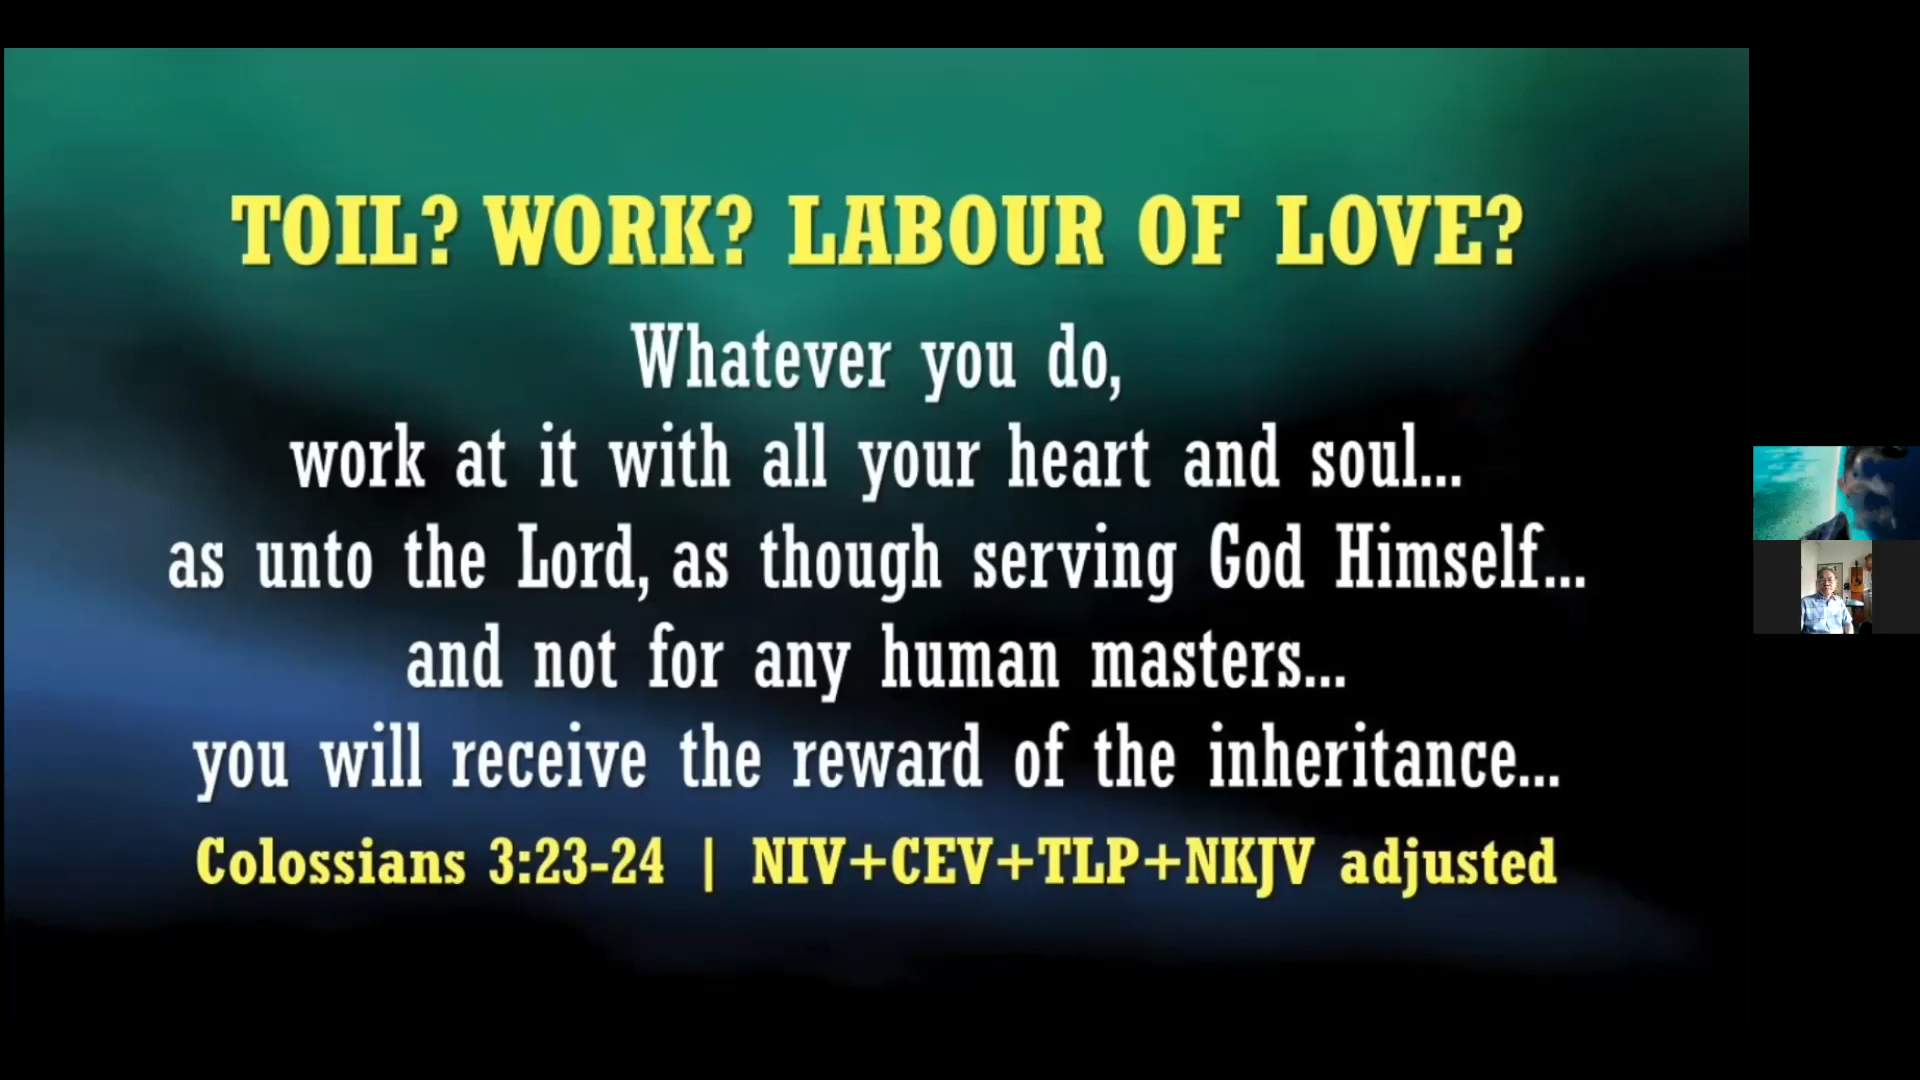 TOIL? WORK? LABOUR OF LOVE?
Whatever you do,
work at it with all your heart and soul...
as unto the Lord, as though serving God Himself...
and not for any human masters...
you will receive the reward of the inheritance...
Colossians 3:23-24 | NIV+CEV+TLP+NKJV adjusted